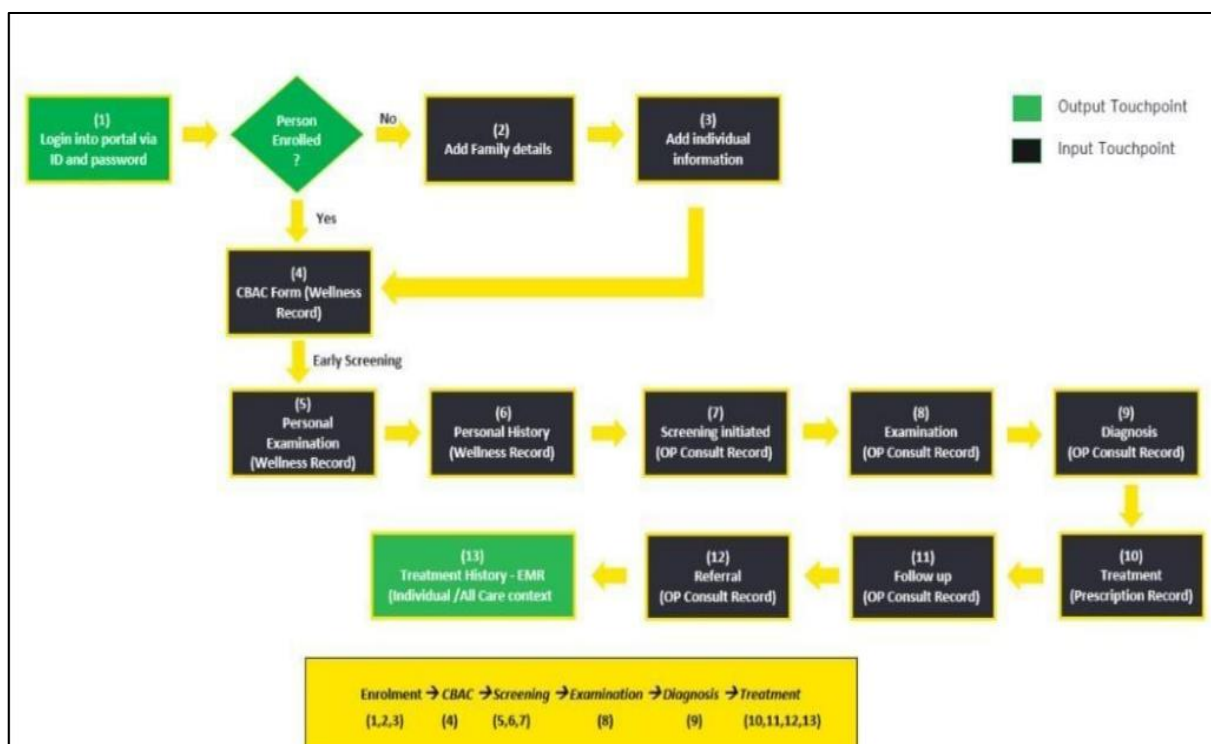 (1)
Login into portal via
ID and password
Person
Enrolled
?
No
(2)
Add Family details
(3)
Add individual
information
Output Touchpoint
Input Touchpoint
Yes
(4)
CBAC Form (Wellness
Record)
Early Screening
(5)
Personal
Examination
(Wellness Record)
(6)
Personal History
(Wellness Record)
(7)
Screening initiated
(OP Consult Record)
(8)
Examination
(OP Consult Record)
(9)
Diagnosis
(OP Consult Record)
(13)
Treatment History - EMR
(Individual /All Care context
(12)
Referral
(OP Consult Record)
(11)
Follow up
(OP Consult Record)
(10)
Treatment
(Prescription Record)
Enrolment → CBAC → Screening → Examination → Diagnosis → Treatment
(1,2,3) (4) (5,6,7) (8) (9) (10,11,12,13)